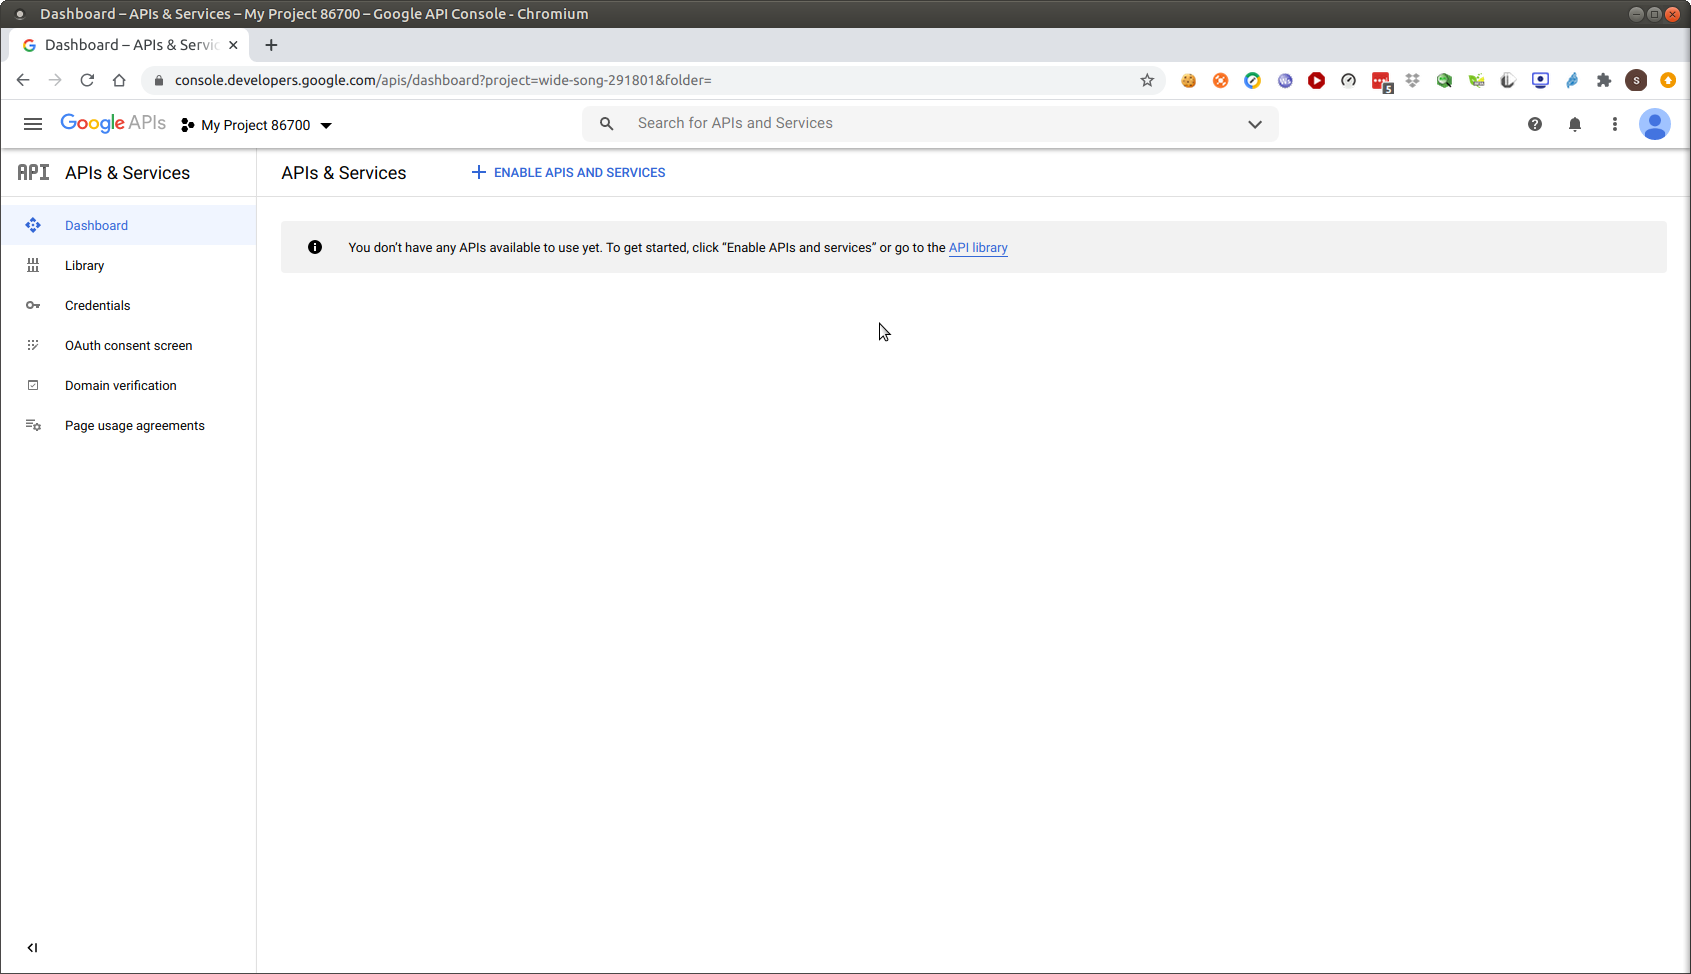 Dashboard – APIs & Services – My Project 86700 – Google API Console - Chromium
Dashboard – APIs & Servic
console.developers.google.com/apis/dashboard?project=wide-song-291801&folder=
5
s
Google APIs
My Project 86700
Search for APIs and Services
API
APIs & Services
APIs & Services
ENABLE APIS AND SERVICES
Dashboard
You don’t have any APIs available to use yet. To get started, click “Enable APIs and services” or go to the API library
Library
Credentials
OAuth consent screen
Domain verification
Page usage agreements